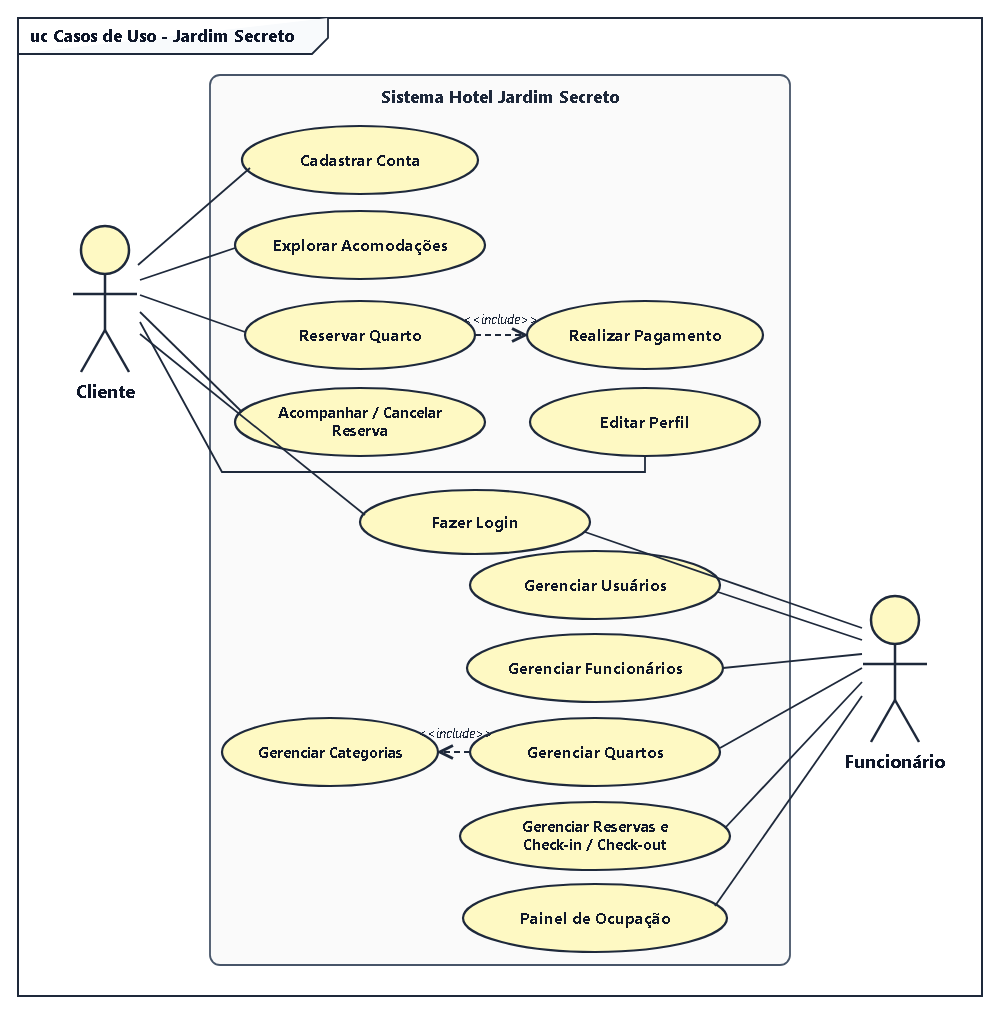 uc Casos de Uso - Jardim Secreto
Sistema Hotel Jardim Secreto
Cadastrar Conta
Explorar Acomodações
Reservar Quarto
<<include>>
Realizar Pagamento
Cliente
Acompanhar / Cancelar
Reserva
Editar Perfil
Fazer Login
Gerenciar Usuários
Gerenciar Funcionários
Gerenciar Categorias
<<include>>
Gerenciar Quartos
Funcionário
Gerenciar Reservas e
Check-in / Check-out
Painel de Ocupação